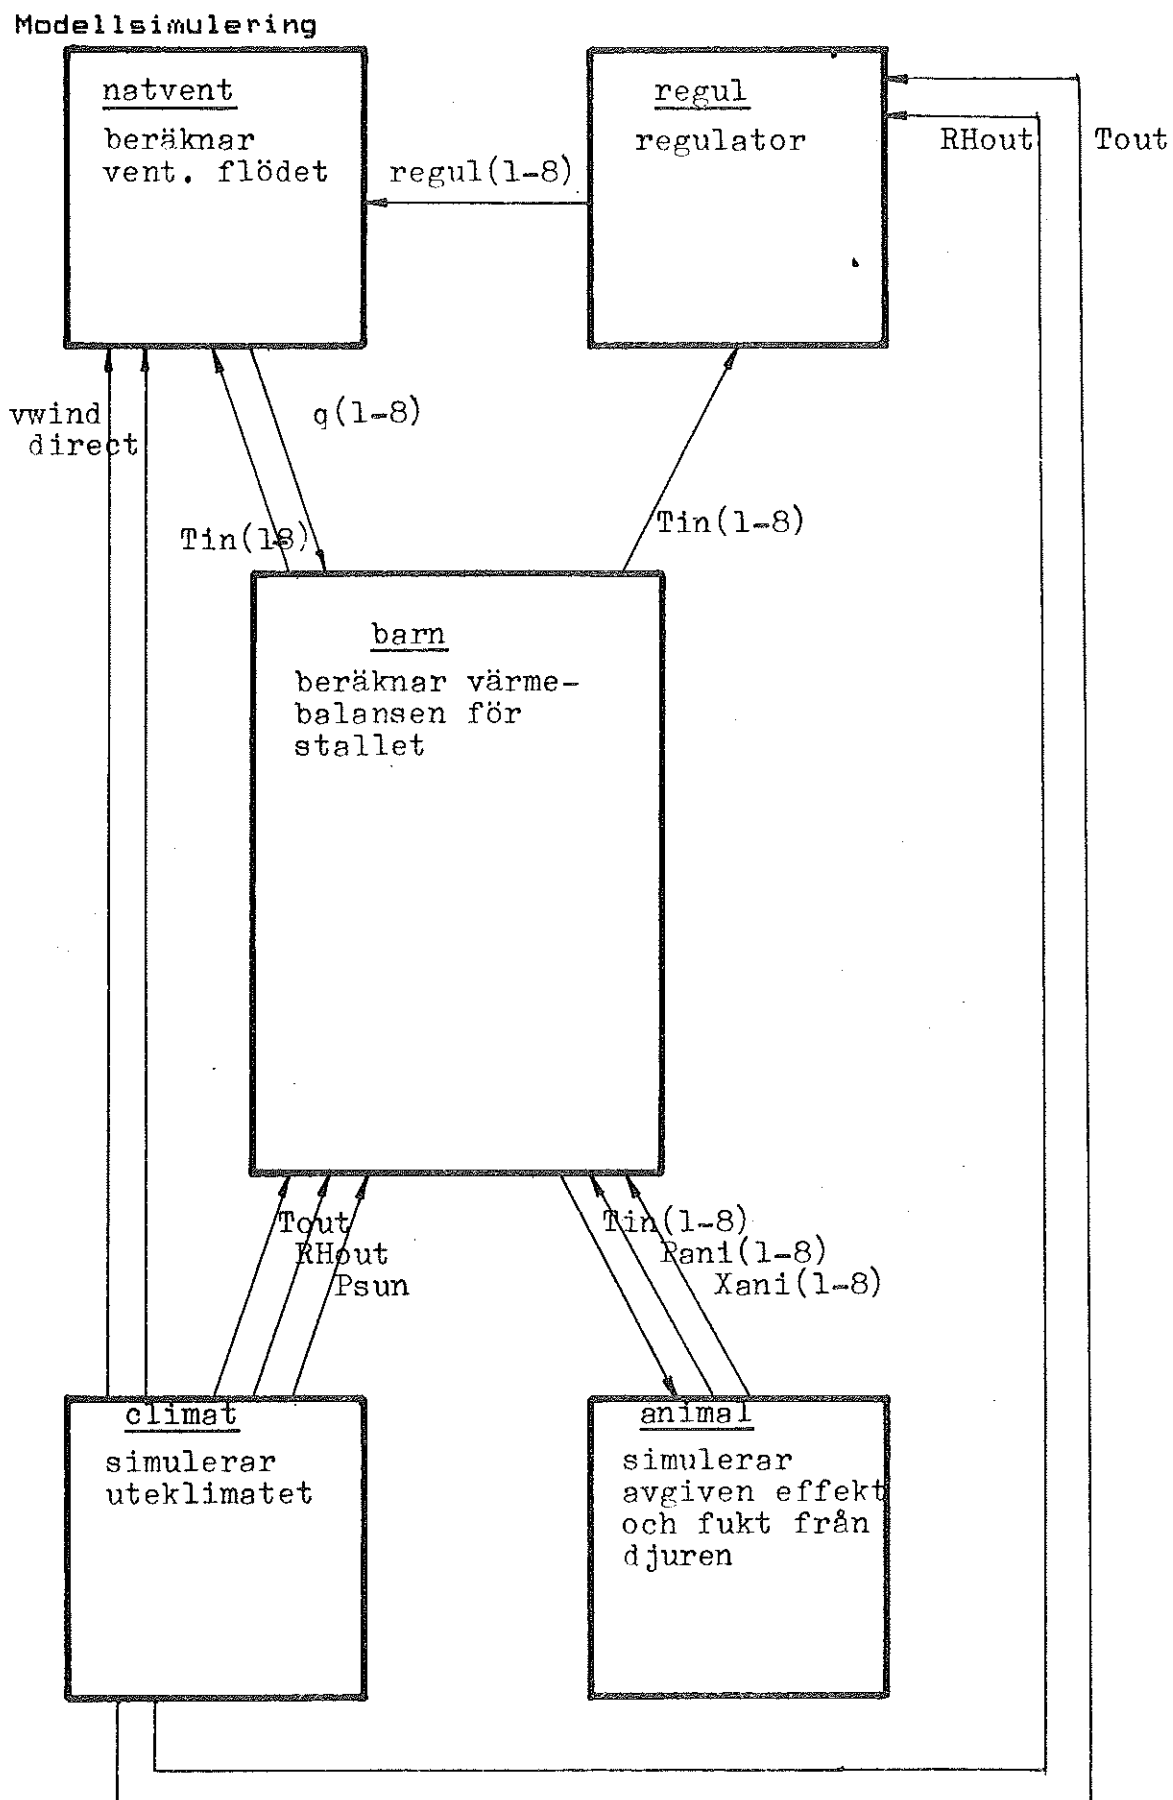 Modellsimulering
natvent
beräknar
vent. flödet
regul(1-8)
regul
regulator
RHout
Tout
vwind
direct
q(1-8)
Tin(18)
Tin(1-8)
barn
beräknar värme-
balansen för
stallet
Tout
RHout
Psun
Tin(1-8)
Pani(1-8)
Xani(1-8)
climat
simulerar
uteklimatet
animal
simulerar
avgiven effekt
och fukt från
djuren